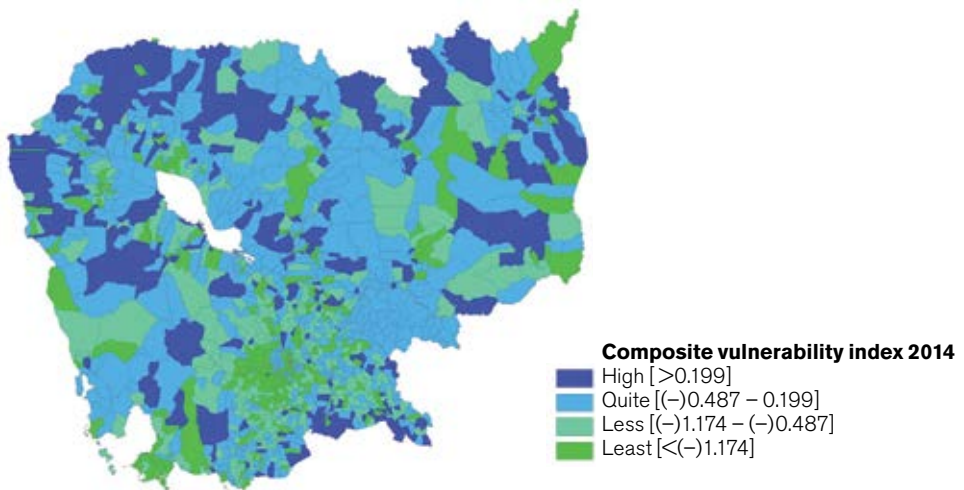 Composite vulnerability index 2014
High [>0.199]
Quite [(–)0.487 – 0.199]
Less [(–)1.174 – (–)0.487]
Least [<(–)1.174]